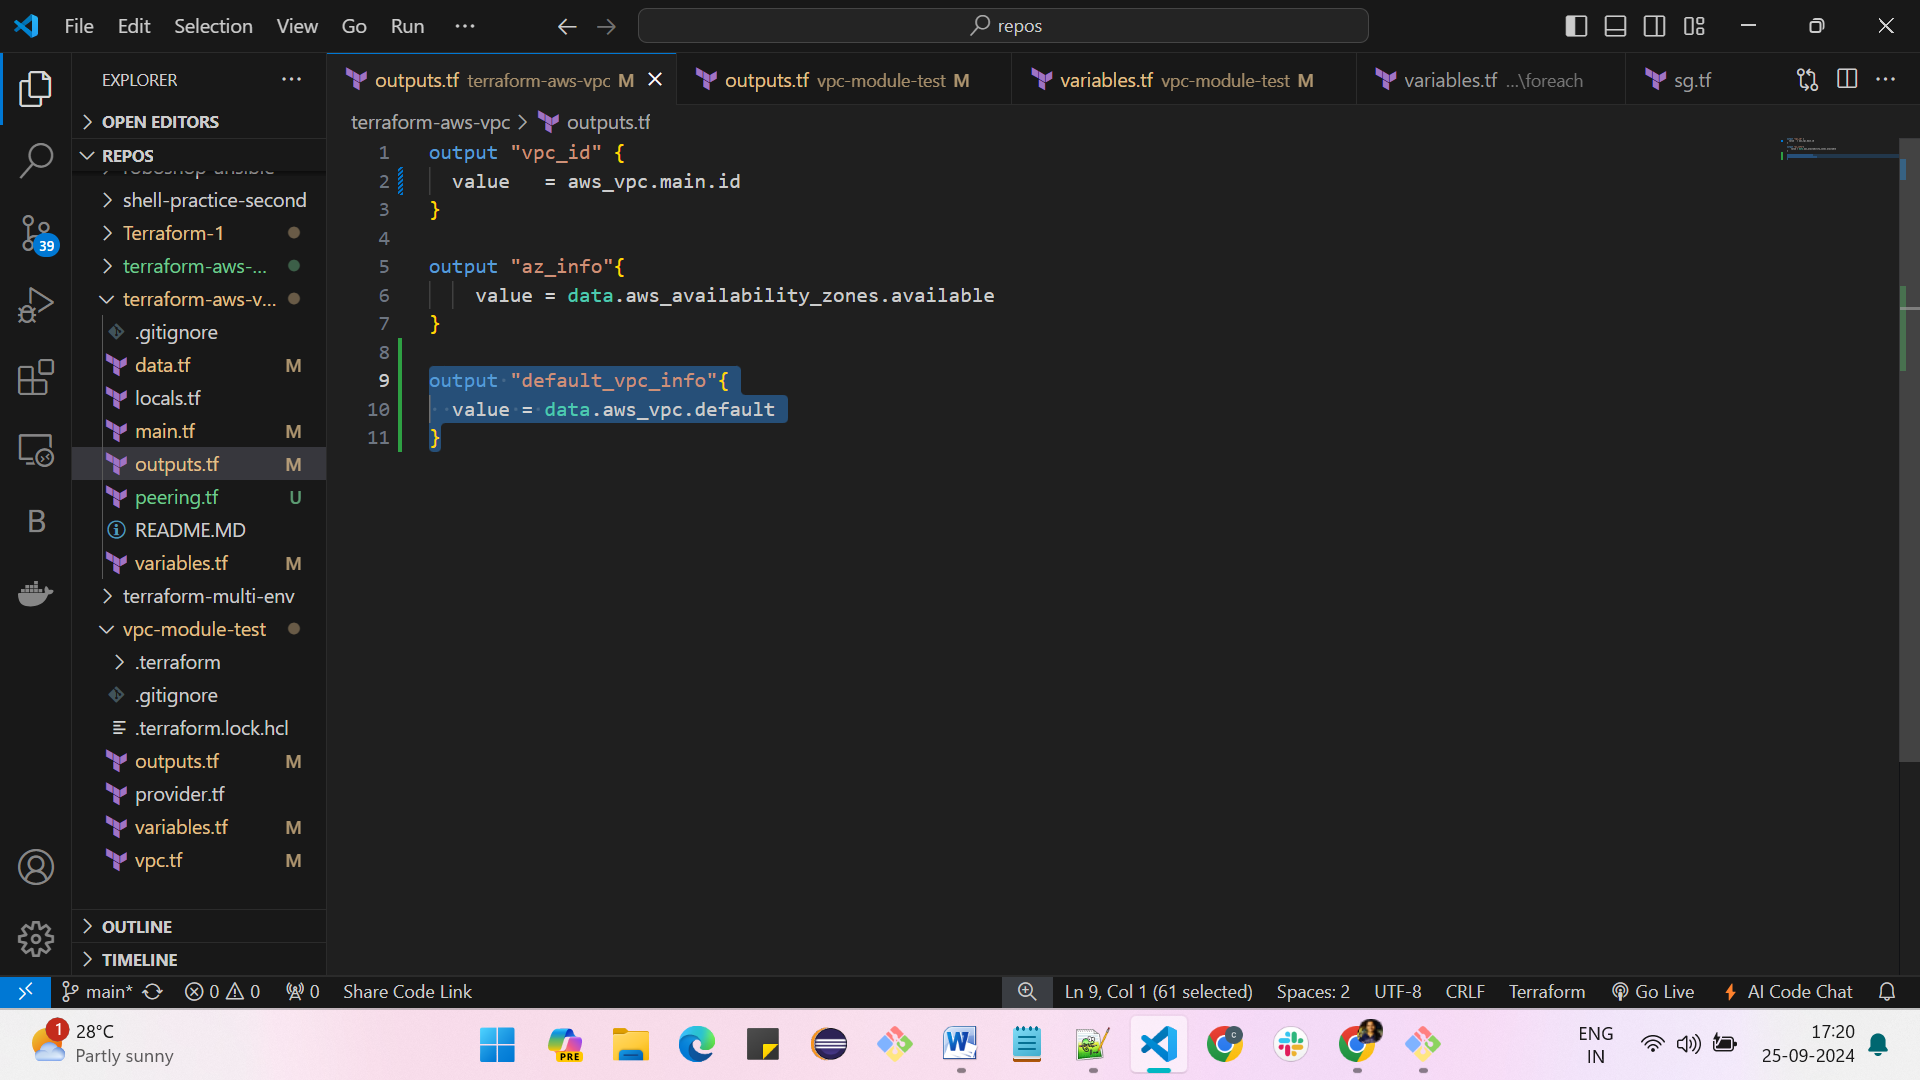 File Edit Selection View Go Run ···
repos
EXPLORER ···
outputs.tf terraform-aws-vpc M
outputs.tf vpc-module-test M
variables.tf vpc-module-test M
variables.tf ...\foreach
sg.tf
···
OPEN EDITORS
REPOS
roboshop-ansible
shell-practice-second
Terraform-1
terraform-aws-...
terraform-aws-v...
.gitignore
data.tf M
locals.tf
main.tf M
outputs.tf M
peering.tf U
README.MD
variables.tf M
terraform-multi-env
vpc-module-test
.terraform
.gitignore
.terraform.lock.hcl
outputs.tf M
provider.tf
variables.tf M
vpc.tf M
OUTLINE
TIMELINE
39
B
terraform-aws-vpc > outputs.tf
1 output "vpc_id" {
2 value   = aws_vpc.main.id
3 }
4
5 output "az_info"{
6 value = data.aws_availability_zones.available
7 }
8
9 output "default_vpc_info"{
10 value = data.aws_vpc.default
11 }
main* 0 0 0 Share Code Link
Ln 9, Col 1 (61 selected) Spaces: 2 UTF-8 CRLF Terraform Go Live AI Code Chat
1 28°C
Partly sunny
PRE
W
C
ENG
IN
17:20
25-09-2024